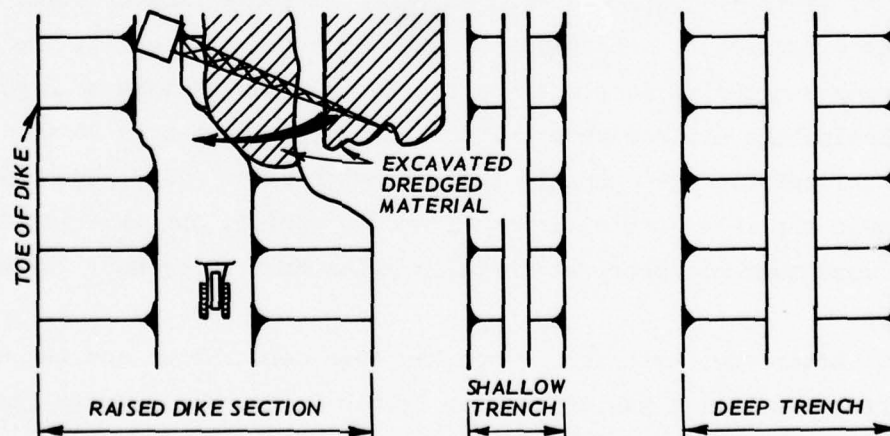 TOE OF DIKE
EXCAVATED
DREDGED
MATERIAL
RAISED DIKE SECTION
SHALLOW
TRENCH
DEEP TRENCH